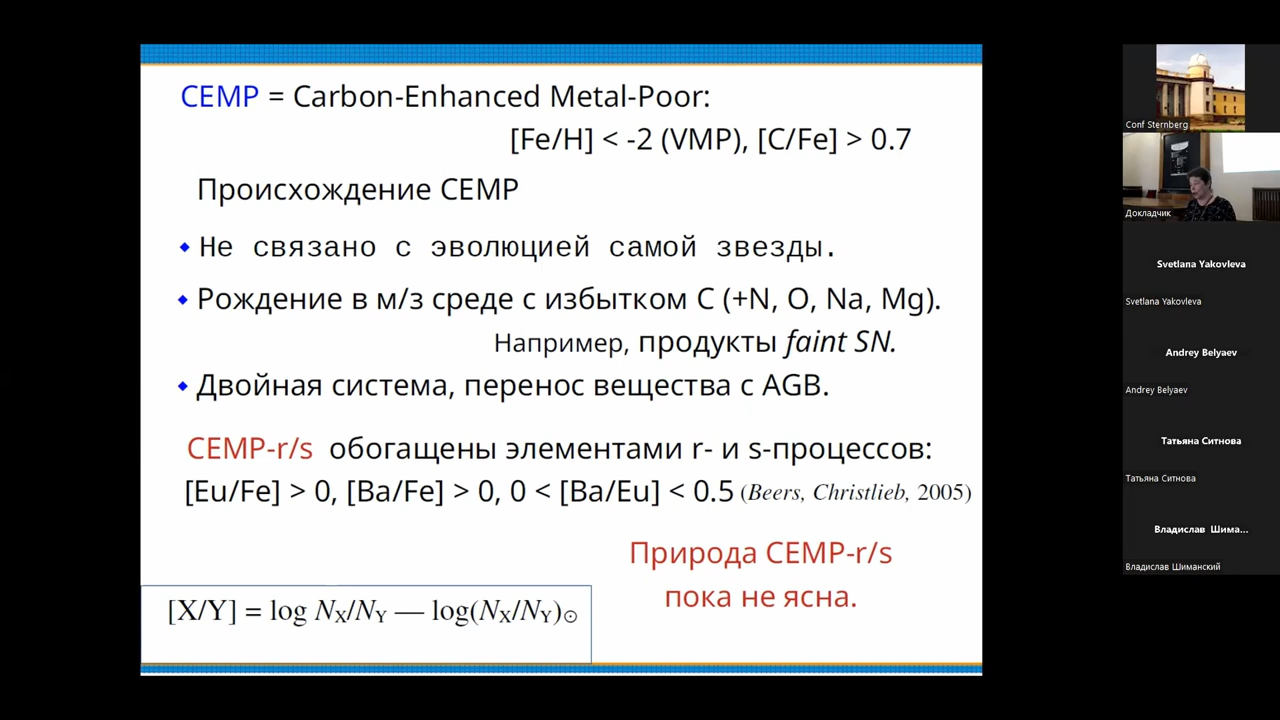 CEMP = Carbon-Enhanced Metal-Poor:
[Fe/H] < -2 (VMP), [C/Fe] > 0.7
Происхождение CEMP
Не связано с эволюцией самой звезды.
Рождение в м/з среде с избытком C (+N, O, Na, Mg).
Например, продукты faint SN.
Двойная система, перенос вещества с AGB.
CEMP-r/s обогащены элементами r- и s-процессов:
[Eu/Fe] > 0, [Ba/Fe] > 0, 0 < [Ba/Eu] < 0.5 (Beers, Christlieb, 2005)
Природа CEMP-r/s
пока не ясна.
[X/Y] = log NX/NY — log(NX/NY)⊙
Conf Sternberg
Докладчик
Svetlana Yakovleva
Svetlana Yakovleva
Andrey Belyaev
Andrey Belyaev
Татьяна Ситнова
Татьяна Ситнова
Владислав Шима...
Владислав Шиманский